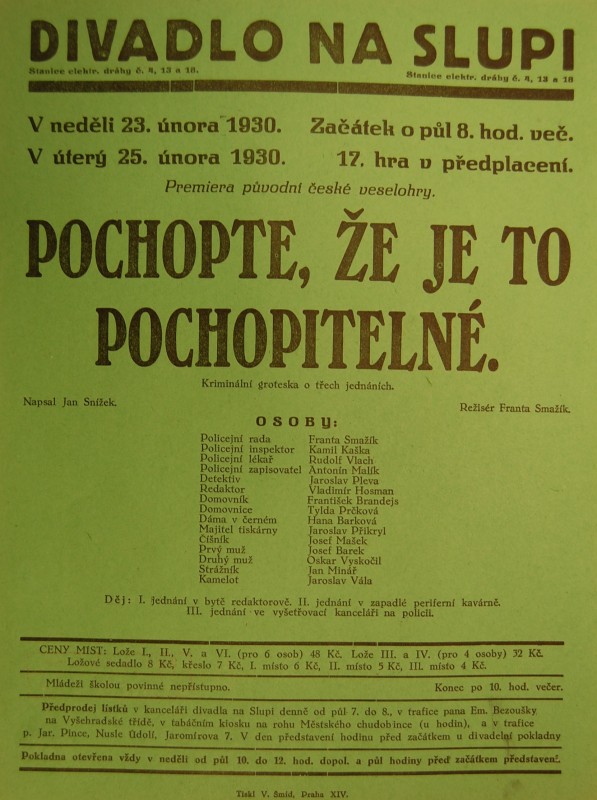 DIVADLO NA SLUPI
Stanice elektr. dráhy č. 4, 13 a 18.
Stanice elektr. dráhy č. 4, 13 a 18
V neděli 23. února 1930. Začátek o půl 8. hod. več.
V úterý 25. února 1930. 17. hra v předplacení.
Premiera původní české veselohry.
POCHOPTE, ŽE JE TO
POCHOPITELNÉ.
Kriminální groteska o třech jednáních.
Napsal Jan Snížek.
Režisér Franta Smažík.
OSOBY:
Policejní rada Franta Smažík
Policejní inspektor Kamil Kaška
Policejní lékař Rudolf Vlach
Policejní zapisovatel Antonín Malík
Detektiv Jaroslav Pleva
Redaktor Vladimír Hosman
Domovník František Brandejs
Domovnice Tylda Prčková
Dáma v černém Hana Barková
Majitel tiskárny Jaroslav Přikryl
Číšník Josef Mašek
Prvý muž Josef Barek
Druhý muž Oskar Vyskočil
Strážník Jan Minář
Kamelot Jaroslav Vála
Děj: I. jednání v bytě redaktorově. II. jednání v zapadlé periferní kavárně.
III. jednání ve vyšetřovací kanceláři na policii.
CENY MIST: Lože I., II., V. a VI. (pro 6 osob) 48 Kč. Lože III. a IV. (pro 4 osoby) 32 Kč.
Ložové sedadlo 8 Kč, křeslo 7 Kč, I. místo 6 Kč, II. místo 5 Kč, III. místo 4 Kč.
Mládeži školou povinné nepřístupno. Konec po 10. hod. večer.
Předprodej lístků v kanceláři divadla na Slupi denně od půl 7. do 8., v trafice pana Em. Bezoušky
na Vyšehradské třídě, v tabáčním kiosku na rohu Městského chudobince (u hodin), a v trafice
p. Jar. Pince, Nusle Údolí, Jaromírova 7. V den představení hodinu před začátkem u divadelní pokladny
Pokladna otevřena vždy v neděli od půl 10. do 12. hod. dopol. a půl hodiny před začátkem představení.
Tiskl V. Šmíd, Praha XIV.